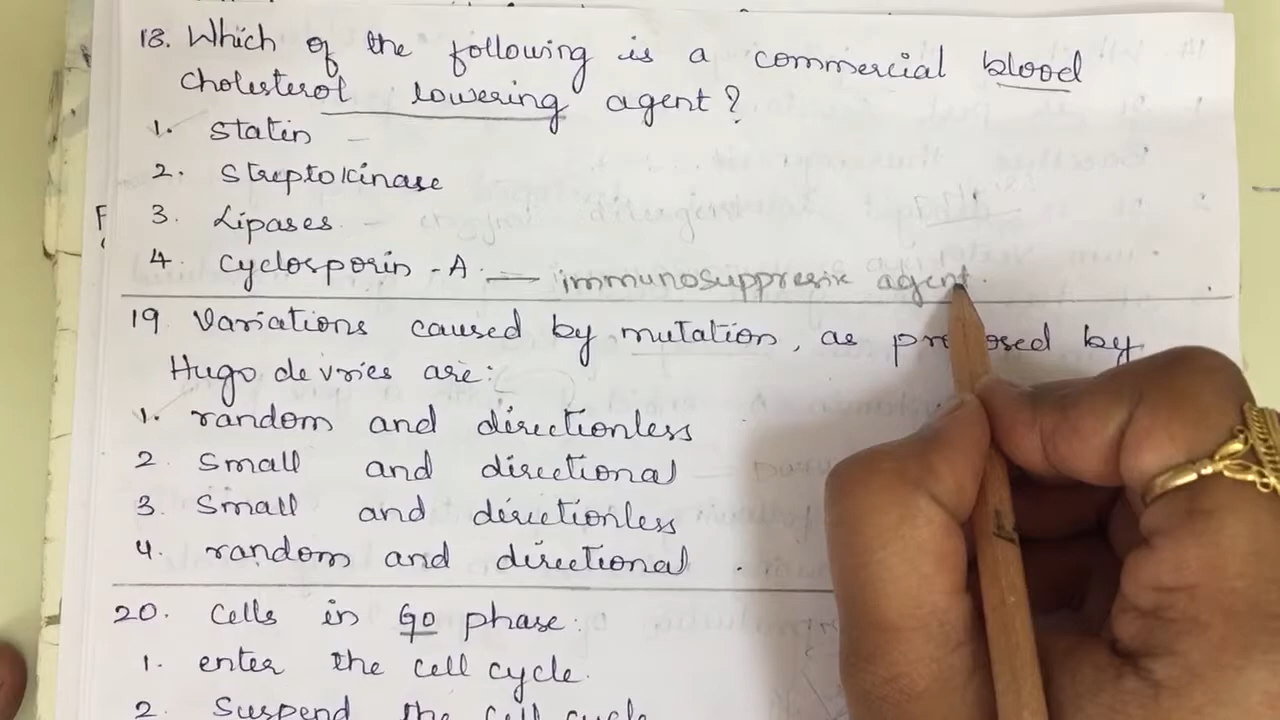 18. Which of the following is a commercial blood
cholesterol lowering agent?
1. statin
2. Streptokinase
3. Lipases
4. Cyclosporin - A. — immunosuppresive agent.
19 Variations caused by mutation, as proposed by
Hugo de vries are:
1. random and directionless
2 Small and directional
3. Small and directionless
4. random and directional.
20. Cells in G0 phase.
1. enter the cell cycle.
2. Suspend the cell cycle